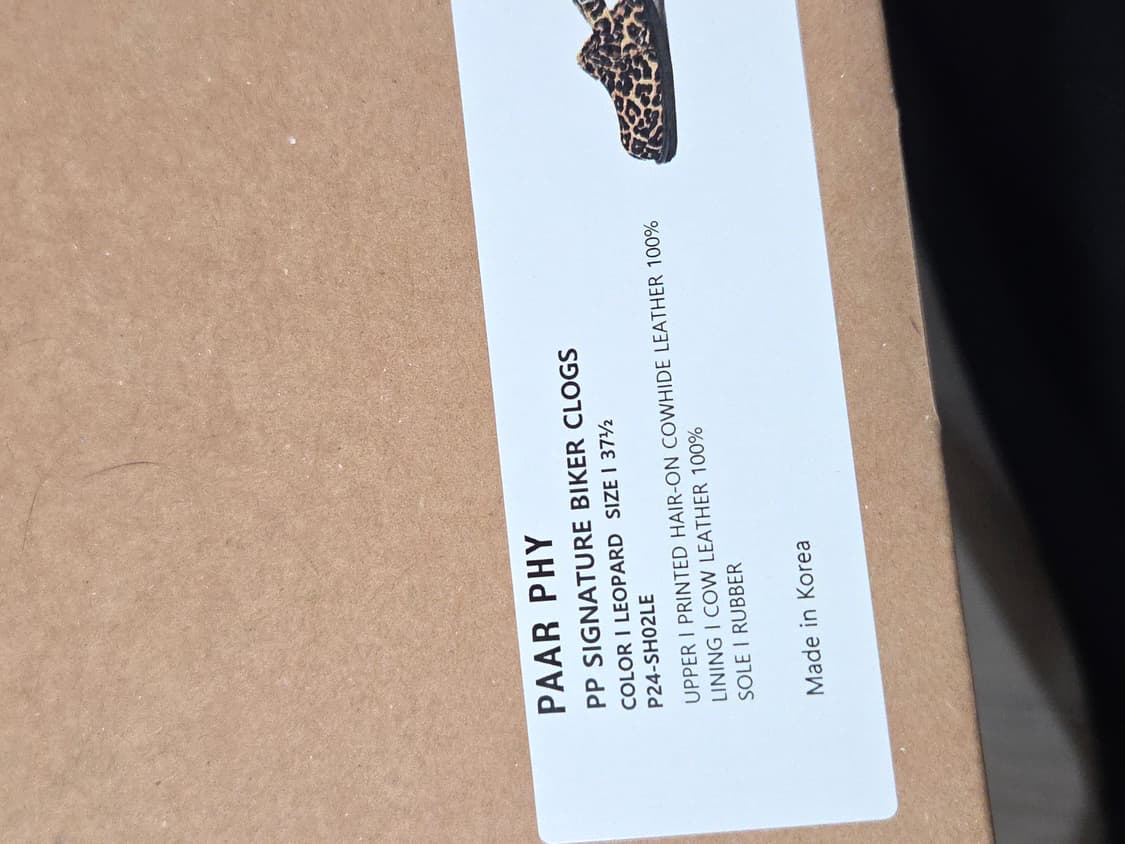 PAAR PHY
PP SIGNATURE BIKER CLOGS
COLOR I LEOPARD SIZE I 37½
P24-SH02LE
UPPER I PRINTED HAIR-ON COWHIDE LEATHER 100%
LINING I COW LEATHER 100%
SOLE I RUBBER
Made in Korea